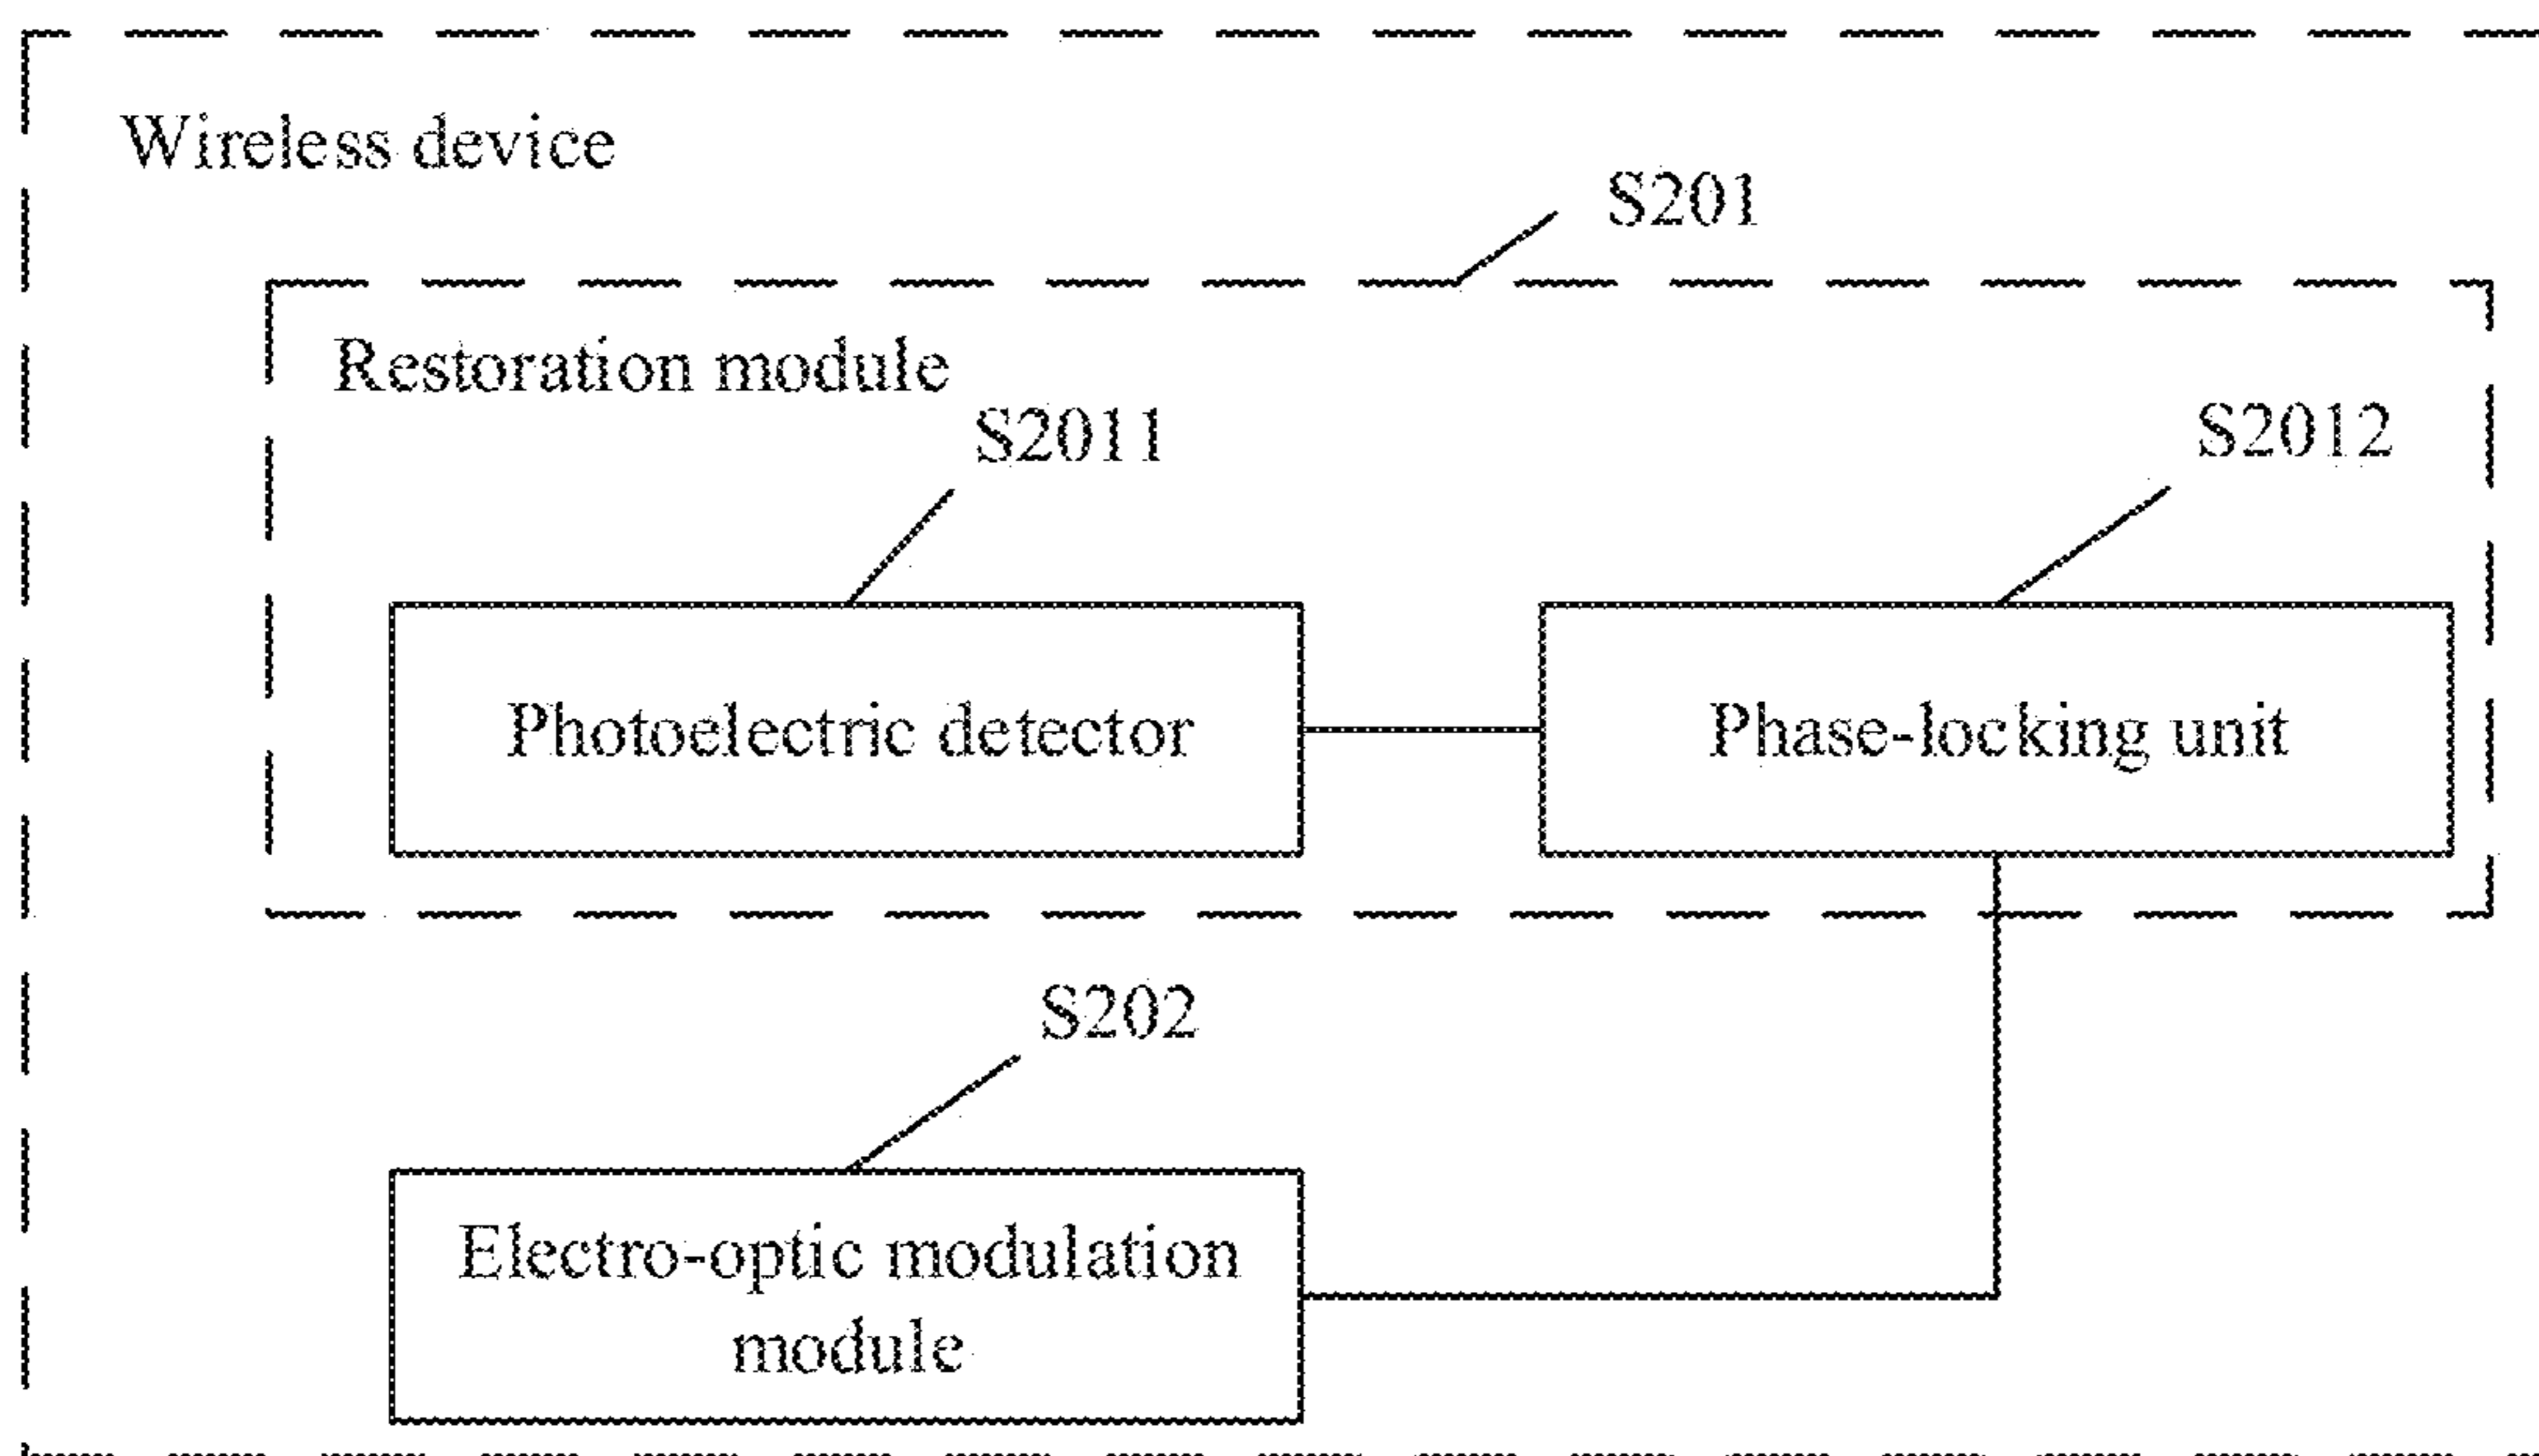 Wireless device
S201
Restoration module
S2011
S2012
Photoelectric detector
Phase-locking unit
S202
Electro-optic modulation
module